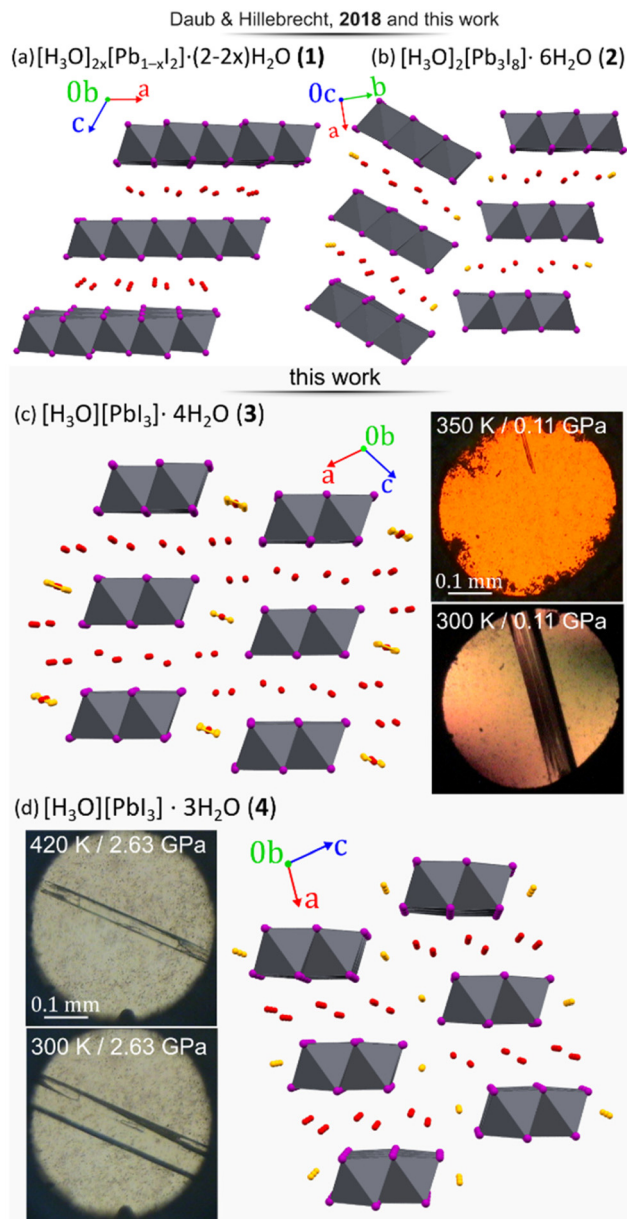 Daub & Hillebrecht, 2018 and this work
(a) [H₃O]₂ₓ[Pb₁₋ₓI₂]·(2-2x)H₂O (1)
(b) [H₃O]₂[Pb₃I₈]· 6H₂O (2)
0b a
c
0c b
a
this work
(c) [H₃O][PbI₃]· 4H₂O (3)
0b
a c
350 K / 0.11 GPa
0.1 mm
300 K / 0.11 GPa
(d) [H₃O][PbI₃] · 3H₂O (4)
420 K / 2.63 GPa
0.1 mm
300 K / 2.63 GPa
0b c
a